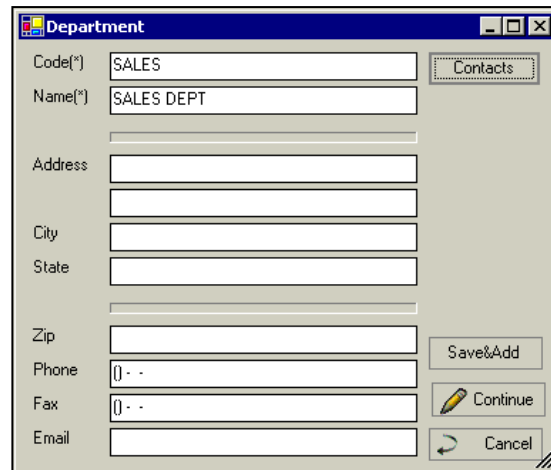 Department
Code(*) SALES Contacts
Name(*) SALES DEPT
Address
City
State
Zip
Save&Add
Phone () - -
Fax () - - Continue
Email Cancel